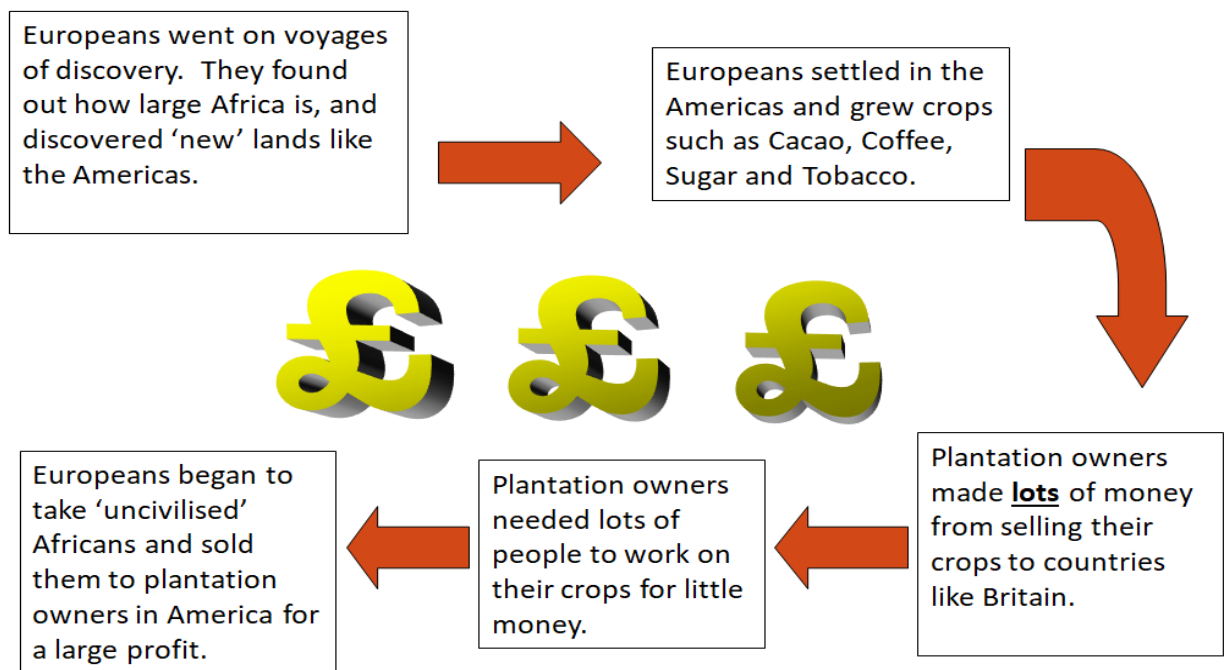 Europeans went on voyages
of discovery.  They found
out how large Africa is, and
discovered ‘new’ lands like
the Americas.
Europeans settled in the
Americas and grew crops
such as Cacao, Coffee,
Sugar and Tobacco.
£ £ £
Plantation owners
made lots of money
from selling their
crops to countries
like Britain.
Plantation owners
needed lots of
people to work on
their crops for little
money.
Europeans began to
take ‘uncivilised’
Africans and sold
them to plantation
owners in America for
a large profit.